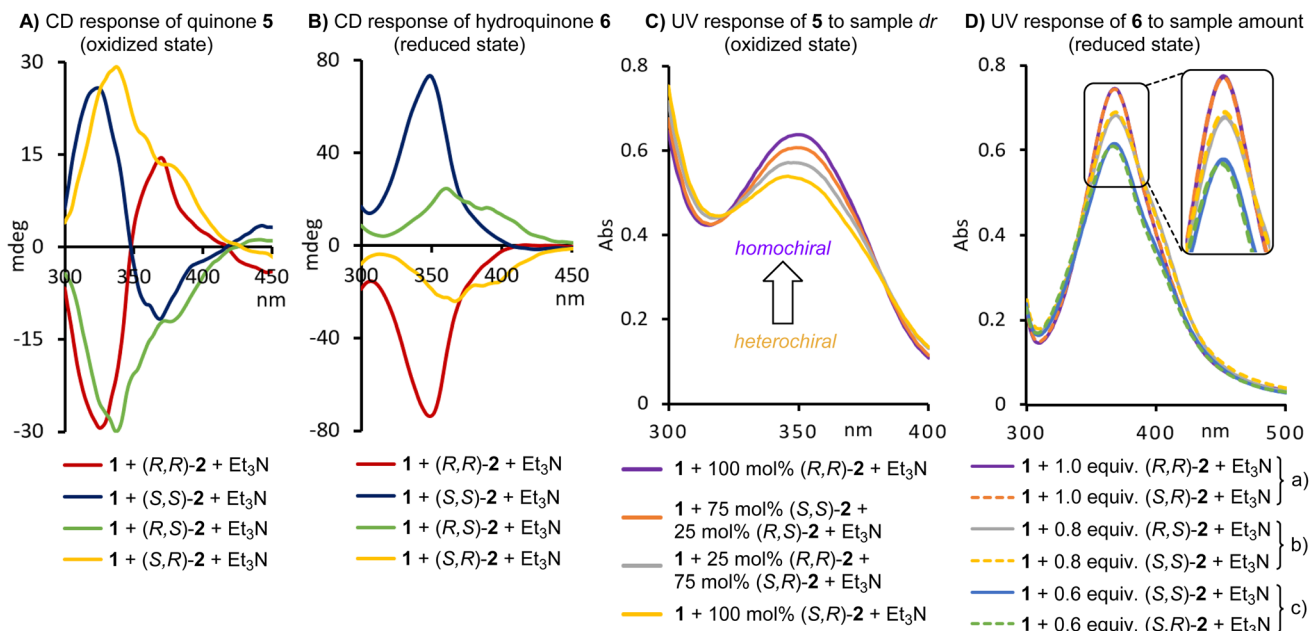 A) CD response of quinone 5
(oxidized state)
30
15
0
-15
-30
mdeg
300
350
400
450
nm
1 + (R,R)-2 + Et3N
1 + (S,S)-2 + Et3N
1 + (R,S)-2 + Et3N
1 + (S,R)-2 + Et3N
B) CD response of hydroquinone 6
(reduced state)
80
40
0
-40
-80
mdeg
300
350
400
450
nm
1 + (R,R)-2 + Et3N
1 + (S,S)-2 + Et3N
1 + (R,S)-2 + Et3N
1 + (S,R)-2 + Et3N
C) UV response of 5 to sample dr
(oxidized state)
0.8
0.6
0.4
0.2
0
Abs
homochiral
heterochiral
300
350
nm
400
1 + 100 mol% (R,R)-2 + Et3N
1 + 75 mol% (S,S)-2 +
25 mol% (R,S)-2 + Et3N
1 + 25 mol% (R,R)-2 +
75 mol% (S,R)-2 + Et3N
1 + 100 mol% (S,R)-2 + Et3N
D) UV response of 6 to sample amount
(reduced state)
0.8
0.6
0.4
0.2
0
Abs
300
400
nm
500
1 + 1.0 equiv. (R,R)-2 + Et3N
1 + 1.0 equiv. (S,R)-2 + Et3N
a)
1 + 0.8 equiv. (R,S)-2 + Et3N
1 + 0.8 equiv. (S,S)-2 + Et3N
b)
1 + 0.6 equiv. (S,S)-2 + Et3N
1 + 0.6 equiv. (S,R)-2 + Et3N
c)